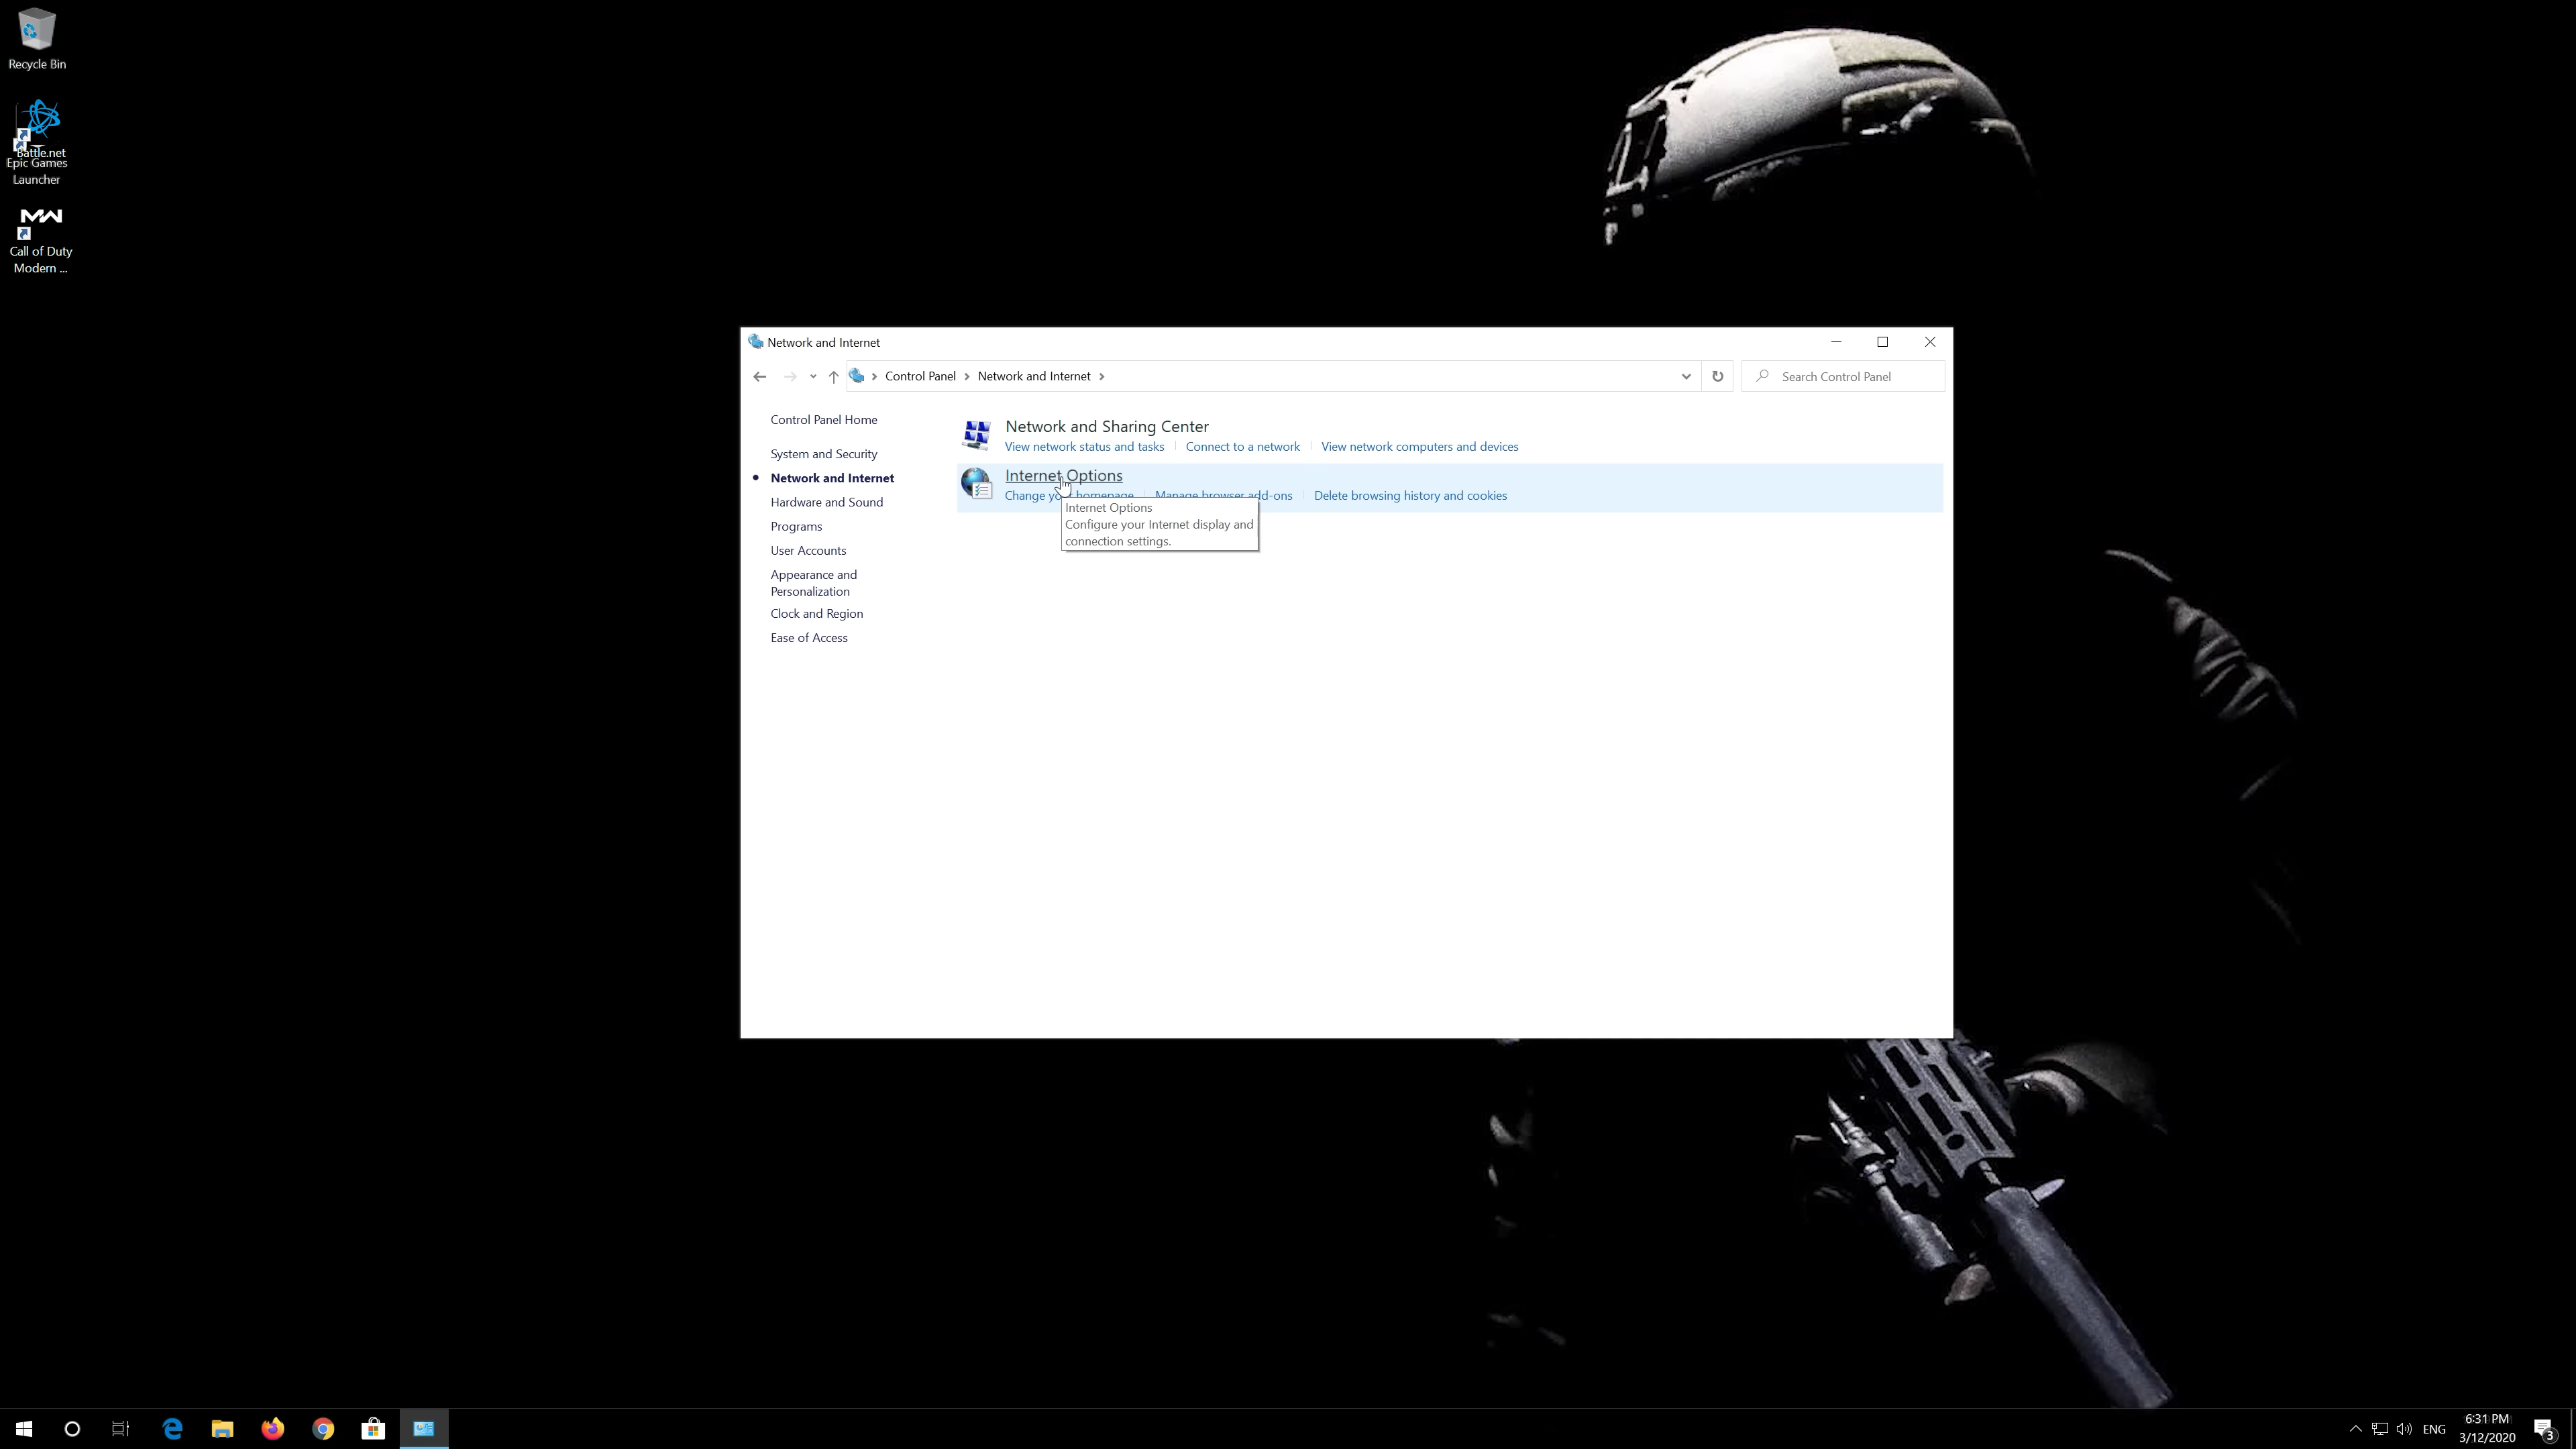 Recycle Bin
Battle.net
Epic Games
Launcher
MW
Call of Duty
Modern ...
Network and Internet
Control Panel > Network and Internet >
Search Control Panel
Control Panel Home
System and Security
Network and Internet
Hardware and Sound
Programs
User Accounts
Appearance and
Personalization
Clock and Region
Ease of Access
Network and Sharing Center
View network status and tasks
Connect to a network
View network computers and devices
Internet Options
Change homepage
Manage browser add-ons
Delete browsing history and cookies
Internet Options
Configure your Internet display and
connection settings.
ENG
6:31 PM
3/12/2020
3